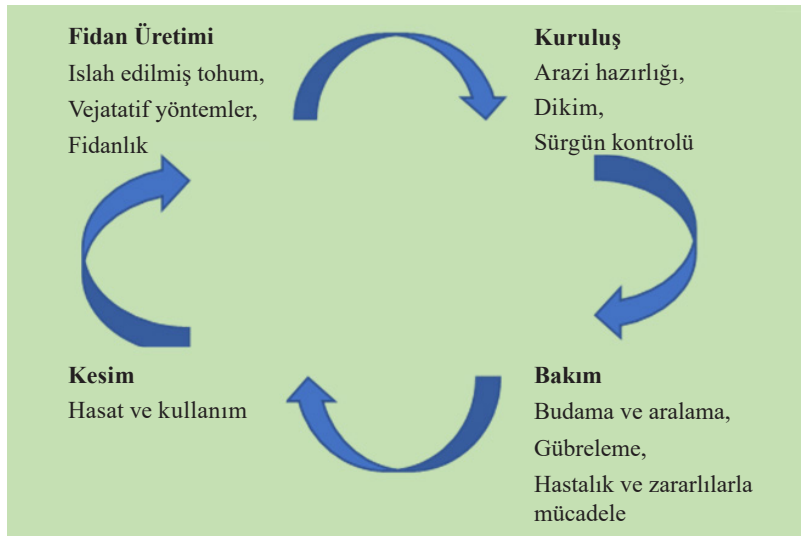 Fidan Üretimi
Islah edilmiş tohum,
Vejatatif yöntemler,
Fidanlık
Kuruluş
Arazi hazırlığı,
Dikim,
Sürgün kontrolü
Kesim
Hasat ve kullanım
Bakım
Budama ve aralama,
Gübreleme,
Hastalık ve zararlılarla
mücadele